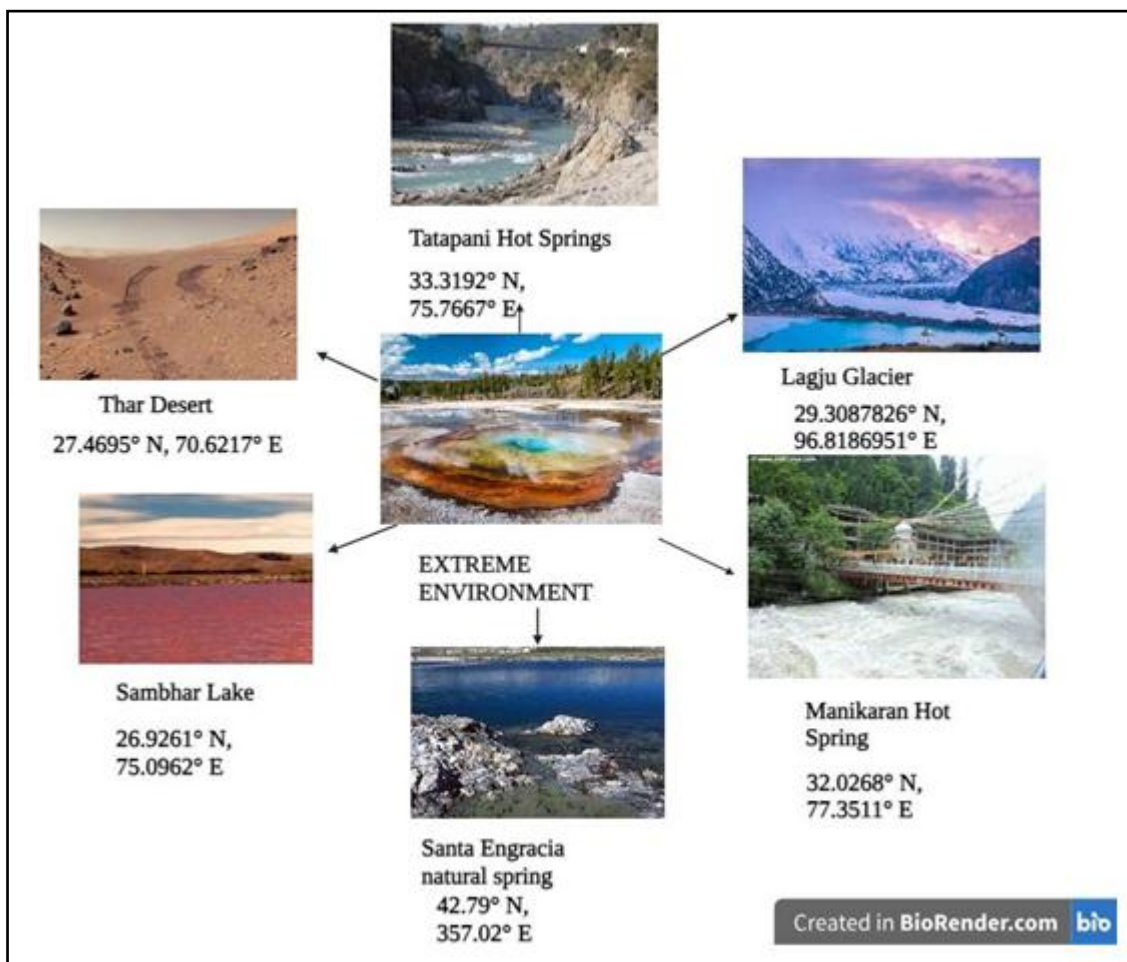 Tatapani Hot Springs
33.3192° N,
75.7667° E
Thar Desert
27.4695° N, 70.6217° E
Lagju Glacier
29.3087826° N,
96.8186951° E
EXTREME
ENVIRONMENT
Sambhar Lake
26.9261° N,
75.0962° E
Manikaran Hot
Spring
32.0268° N,
77.3511° E
Santa Engracia
natural spring
42.79° N,
357.02° E
Created in BioRender.com bio